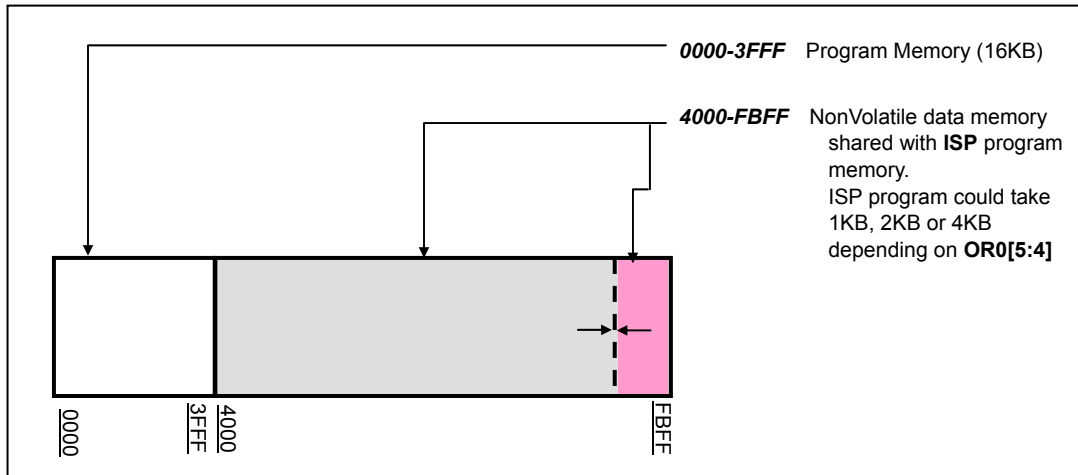 0000-3FFF Program Memory (16KB)
4000-FBFF NonVolatile data memory
shared with ISP program
memory.
ISP program could take
1KB, 2KB or 4KB
depending on OR0[5:4]
0000
3FFF
4000
FBFF